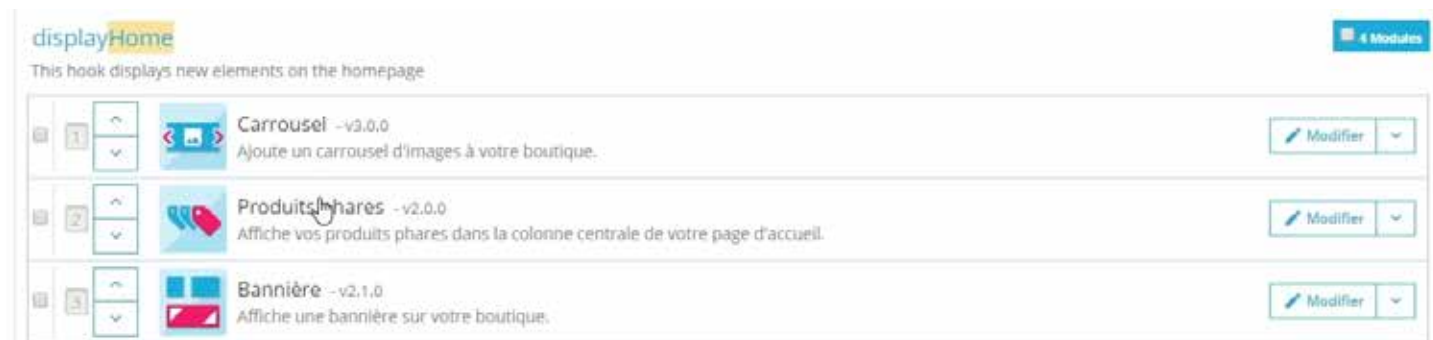 displayHome
4 Modules
This hook displays new elements on the homepage
1
Carrousel - v3.0.0
Ajoute un carrousel d'images à votre boutique.
Modifier
2
Produits phares - v2.0.0
Affiche vos produits phares dans la colonne centrale de votre page d'accueil.
Modifier
3
Bannière - v2.1.0
Affiche une bannière sur votre boutique.
Modifier